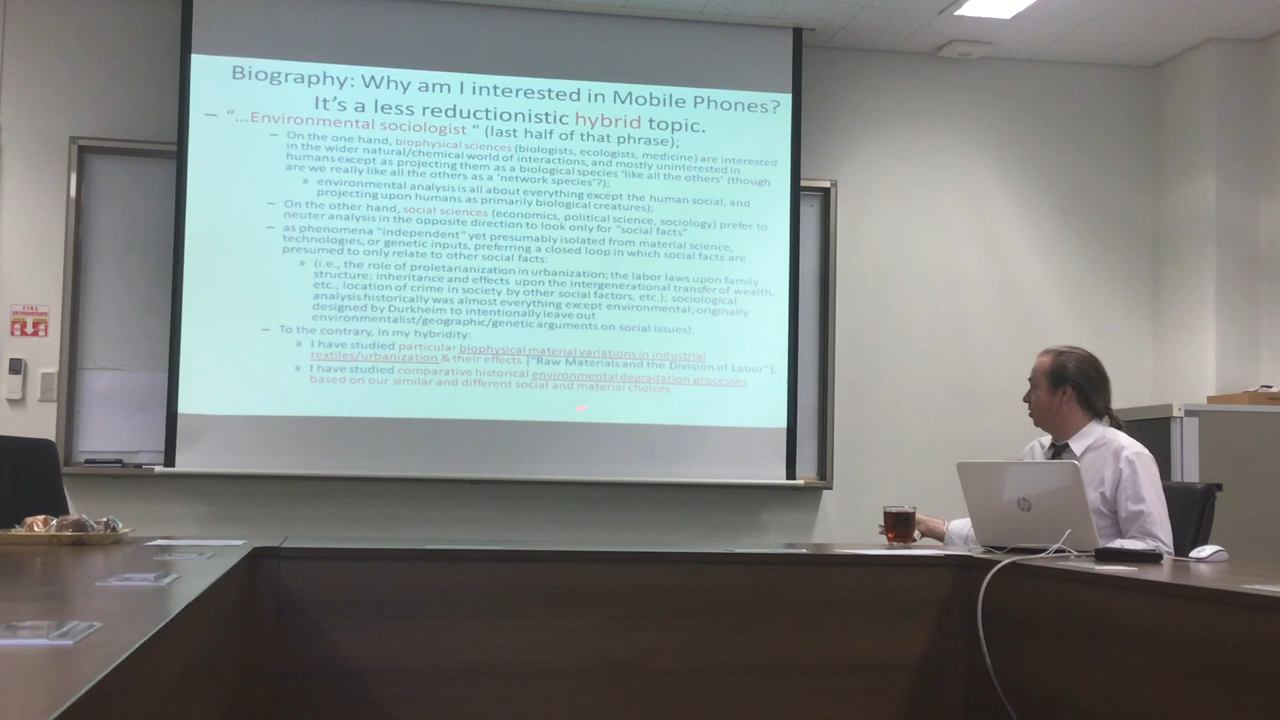 Biography: Why am I interested in Mobile Phones?
It's a less reductionistic hybrid topic.
– "...Environmental sociologist " (last half of that phrase);
– On the one hand, biophysical sciences (biologists, ecologists, medicine) are interested
in the wider natural/chemical world of interactions, and mostly uninterested in
humans except as projecting them as a biological species 'like all the others' (though
are we really like all the others as a 'network species'?);
» environmental analysis is all about everything except the human social, and
projecting upon humans as primarily biological creatures);
– On the other hand, social sciences (economics, political science, sociology) prefer to
neuter analysis in the opposite direction to look only for "social facts"
– as phenomena "independent" yet presumably isolated from material science,
technologies, or genetic inputs, preferring a closed loop in which social facts are
presumed to only relate to other social facts:
» (i.e., the role of proletarianization in urbanization; the labor laws upon family
structure; inheritance and effects upon the intergenerational transfer of wealth,
etc.; location of crime in society by other social factors, etc.); sociological
analysis historically was almost everything except environmental; originally
designed by Durkheim to intentionally leave out
environmentalist/geographic/genetic arguments on social issues);
– To the contrary, in my hybridity:
» I have studied particular biophysical material variations in industrial
textiles/urbanization & their effects ["Raw Materials and the Division of Labor"],
» I have studied comparative historical environmental degradation processes
based on our similar and different social and material choices
FIRE
EXTINGUISHER
hp